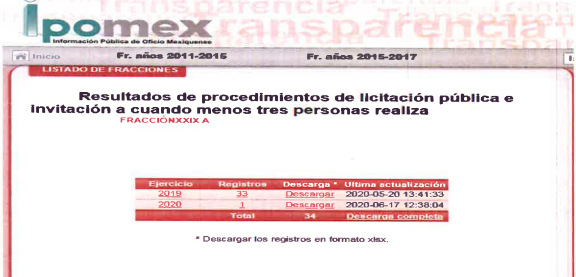 Transparencia
ipomex
Transparencia
Información Pública de Oficio Mexiquense
Inicio Fr. años 2011-2015 Fr. años 2015-2017
LISTADO DE FRACCIONES
Resultados de procedimientos de licitación pública e
invitación a cuando menos tres personas realiza
FRACCIÓNXXIX A
Ejercicio Registros Descarga * Ultima actualización
2019 33 Descargar 2020-05-20 13:41:33
2020 1 Descargar 2020-06-17 12:38:04
Total 34 Descarga completa
* Descargar los registros en formato xlsx.